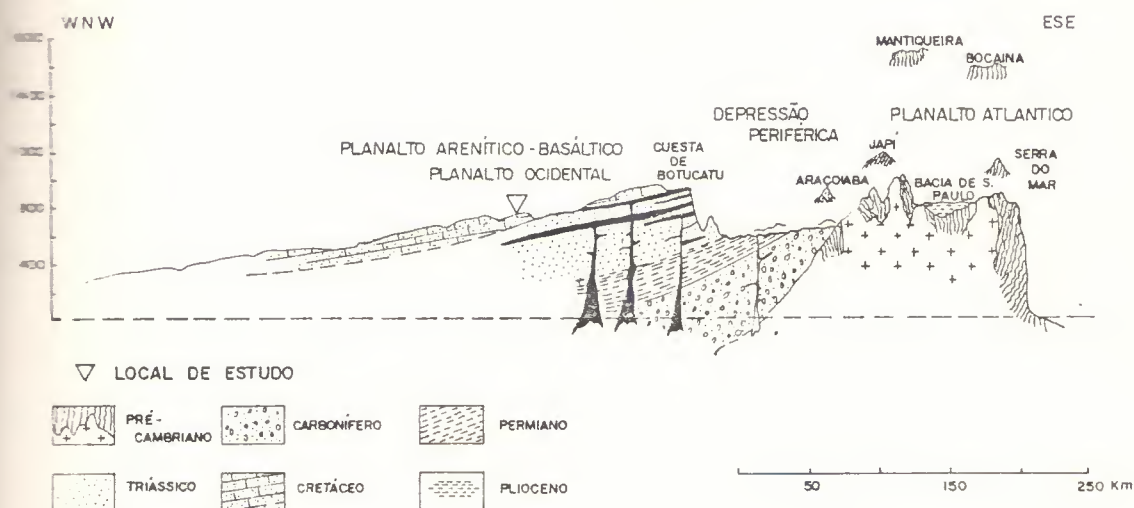 WNW
ESE
MANTIQUEIRA
BOCAINA
DEPRESSÃO
PERIFÉRICA
PLANALTO ATLANTICO
PLANALTO ARENÍTICO - BASÁLTICO
PLANALTO OCIDENTAL
CUESTA
DE
BOTUCATU
JAPÍ
ARAÇOIABA
BACIA DE S.
PAULO
SERRA
DO
MAR
800
400
▽ LOCAL DE ESTUDO
PRÉ-
CAMBRIANO
CARBONÍFERO
PERMIANO
TRIÁSSICO
CRETÁCEO
PLIOCENO
50 150 250 Km